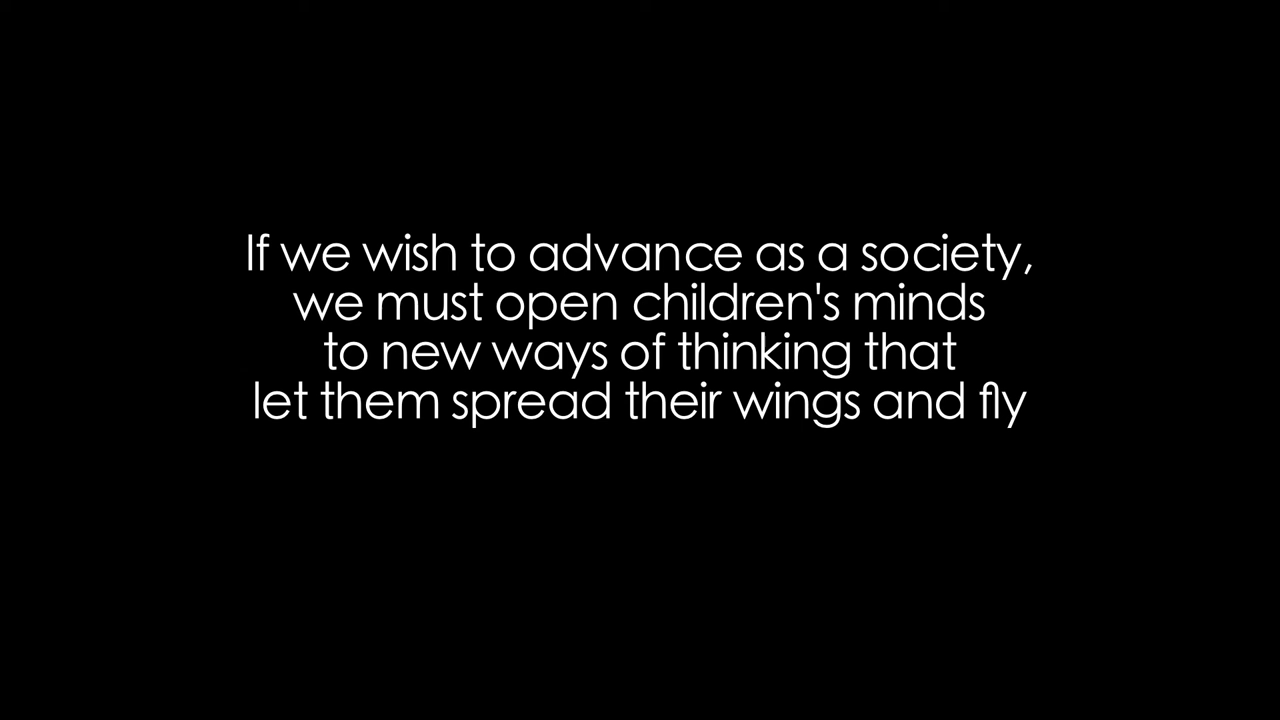 If we wish to advance as a society,
we must open children's minds
to new ways of thinking that
let them spread their wings and fly